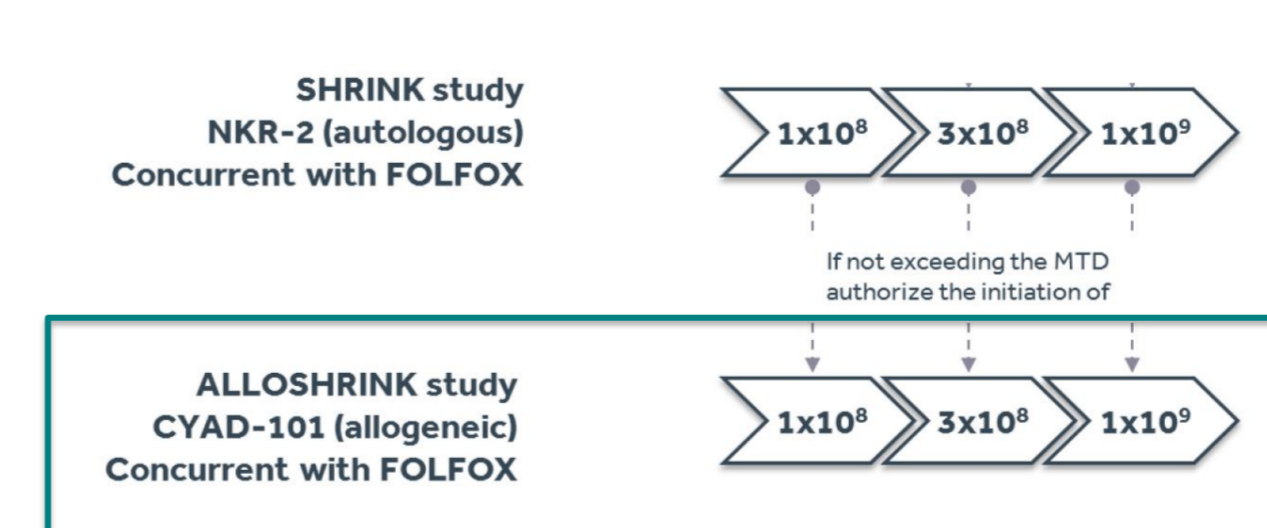 SHRINK study
NKR-2 (autologous)
Concurrent with FOLFOX
1x10⁸ 3x10⁸ 1x10⁹
If not exceeding the MTD
authorize the initiation of
ALLOSHRINK study
CYAD-101 (allogeneic)
Concurrent with FOLFOX
1x10⁸ 3x10⁸ 1x10⁹